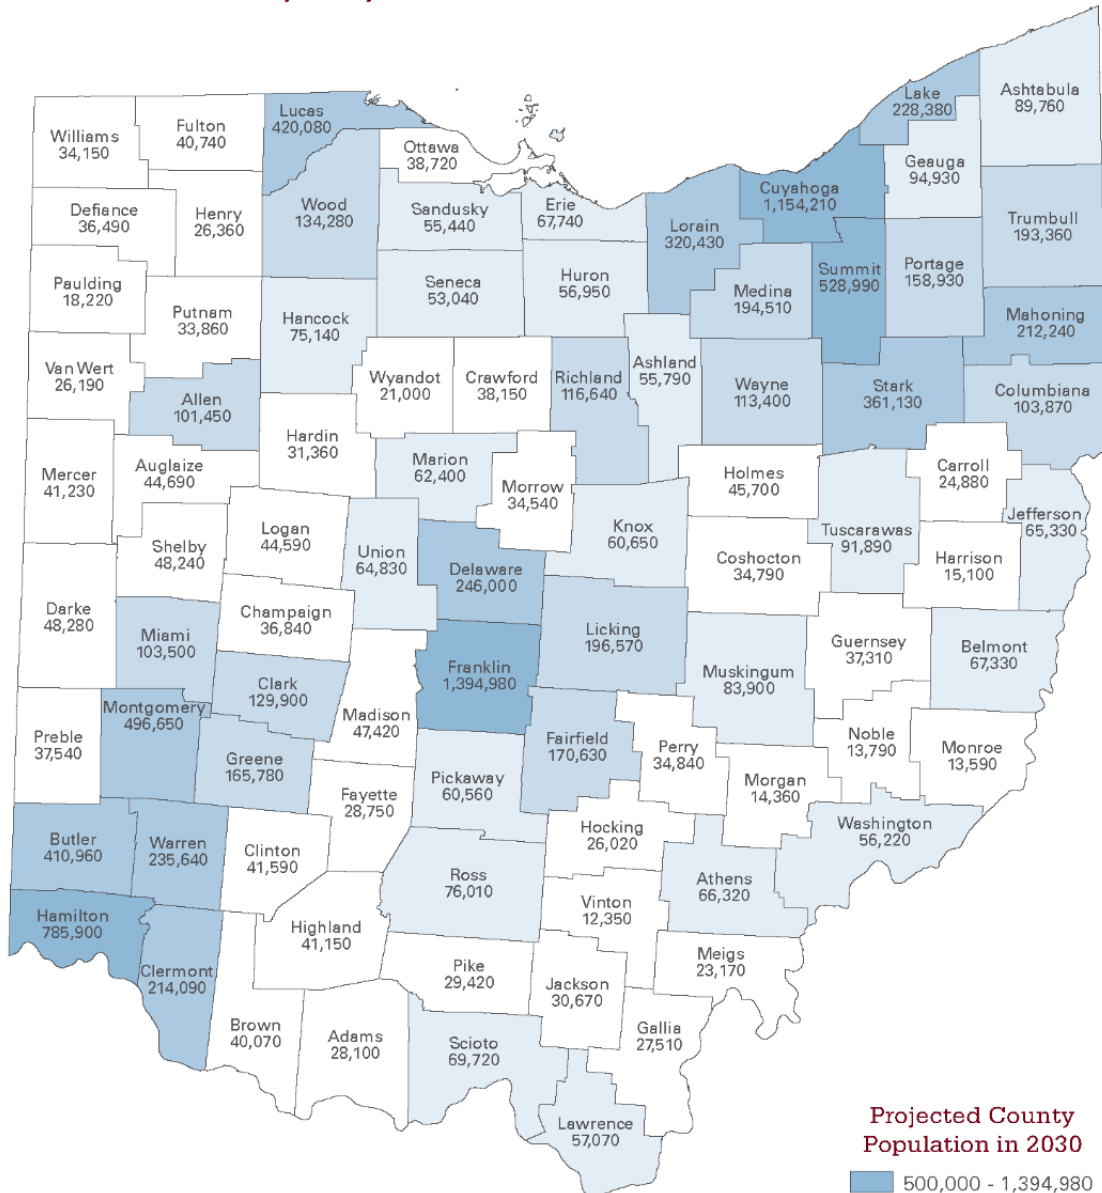 Lake
228,380
Ashtabula
89,760
Lucas
420,080
Williams
34,150
Fulton
40,740
Ottawa
38,720
Geauga
94,930
Cuyahoga
1,154,210
Defiance
36,490
Henry
26,360
Wood
134,280
Sandusky
55,440
Erie
67,740
Lorain
320,430
Trumbull
193,360
Paulding
18,220
Putnam
33,860
Seneca
53,040
Huron
56,950
Medina
194,510
Summit
528,990
Portage
158,930
Hancock
75,140
Mahoning
212,240
Van Wert
26,190
Allen
101,450
Wyandot
21,000
Crawford
38,150
Richland
116,640
Ashland
55,790
Wayne
113,400
Stark
361,130
Columbiana
103,870
Mercer
41,230
Auglaize
44,690
Hardin
31,360
Marion
62,400
Morrow
34,540
Holmes
45,700
Carroll
24,880
Jefferson
65,330
Shelby
48,240
Logan
44,590
Union
64,830
Delaware
246,000
Knox
60,650
Coshocton
34,790
Tuscarawas
91,890
Harrison
15,100
Darke
48,280
Miami
103,500
Champaign
36,840
Franklin
1,394,980
Licking
196,570
Muskingum
83,900
Guernsey
37,310
Belmont
67,330
Clark
129,900
Montgomery
496,650
Preble
37,540
Greene
165,780
Madison
47,420
Fairfield
170,630
Perry
34,840
Noble
13,790
Monroe
13,590
Morgan
14,360
Pickaway
60,560
Fayette
28,750
Hocking
26,020
Washington
56,220
Butler
410,960
Warren
235,640
Clinton
41,590
Ross
76,010
Athens
66,320
Vinton
12,350
Hamilton
785,900
Highland
41,150
Clermont
214,090
Pike
29,420
Jackson
30,670
Meigs
23,170
Gallia
27,510
Brown
40,070
Adams
28,100
Scioto
69,720
Lawrence
57,070
Projected County
Population in 2030
500,000 - 1,394,980